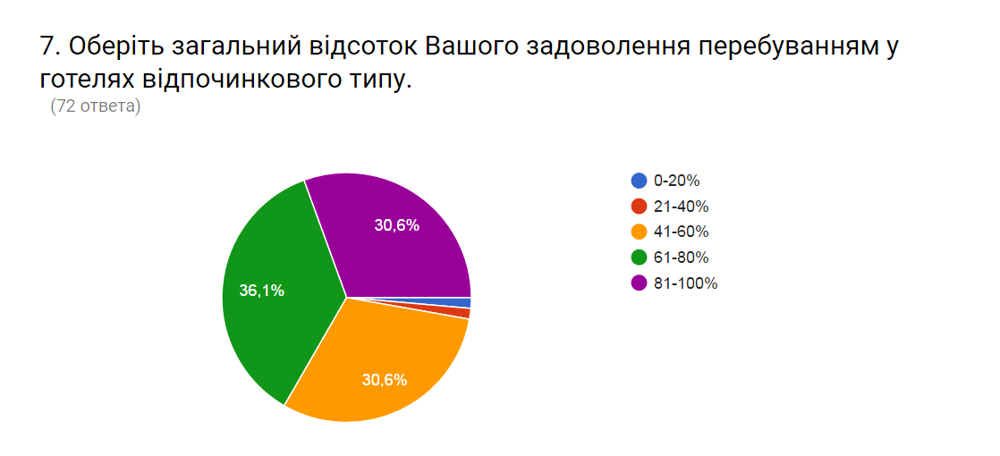 7. Оберіть загальний відсоток Вашого задоволення перебуванням у
готелях відпочинкового типу.
(72 ответа)
0-20%
21-40%
41-60%
61-80%
81-100%
30,6%
36,1%
30,6%